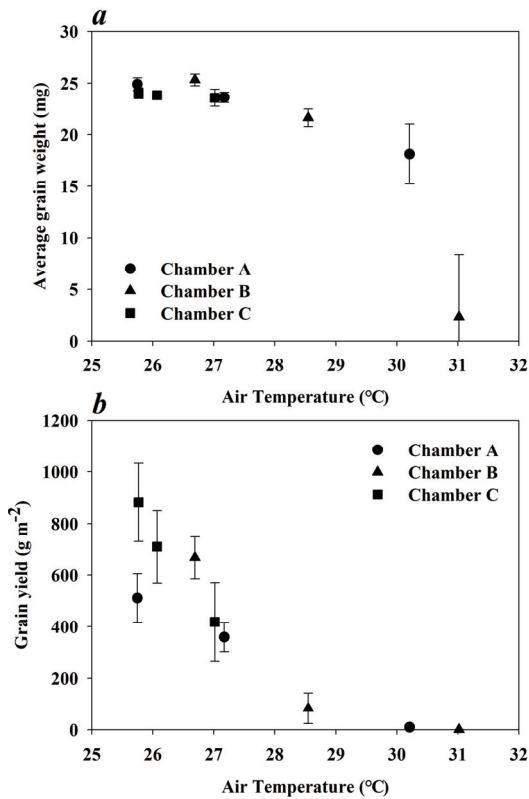 a
30
25
20
15
10
5
0
Average grain weight (mg)
Chamber A
Chamber B
Chamber C
25 26 27 28 29 30 31 32
Air Temperature (°C)
b
1200
1000
800
600
400
200
0
Grain yield (g m-2)
Chamber A
Chamber B
Chamber C
25 26 27 28 29 30 31 32
Air Temperature (°C)